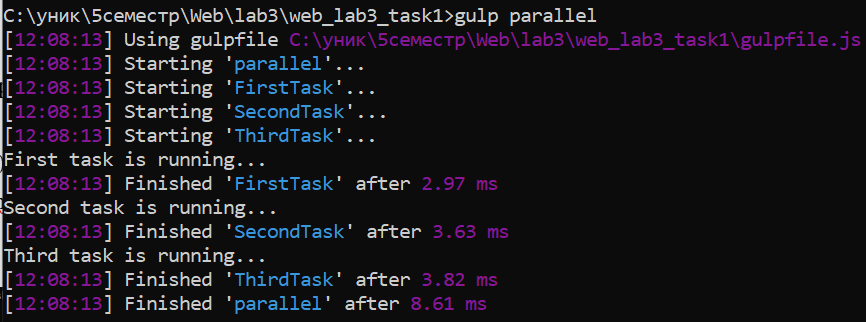 C:\уник\5семестр\Web\lab3\web_lab3_task1>gulp parallel
[12:08:13] Using gulpfile C:\уник\5семестр\Web\lab3\web_lab3_task1\gulpfile.js
[12:08:13] Starting 'parallel'...
[12:08:13] Starting 'FirstTask'...
[12:08:13] Starting 'SecondTask'...
[12:08:13] Starting 'ThirdTask'...
First task is running...
[12:08:13] Finished 'FirstTask' after 2.97 ms
Second task is running...
[12:08:13] Finished 'SecondTask' after 3.63 ms
Third task is running...
[12:08:13] Finished 'ThirdTask' after 3.82 ms
[12:08:13] Finished 'parallel' after 8.61 ms